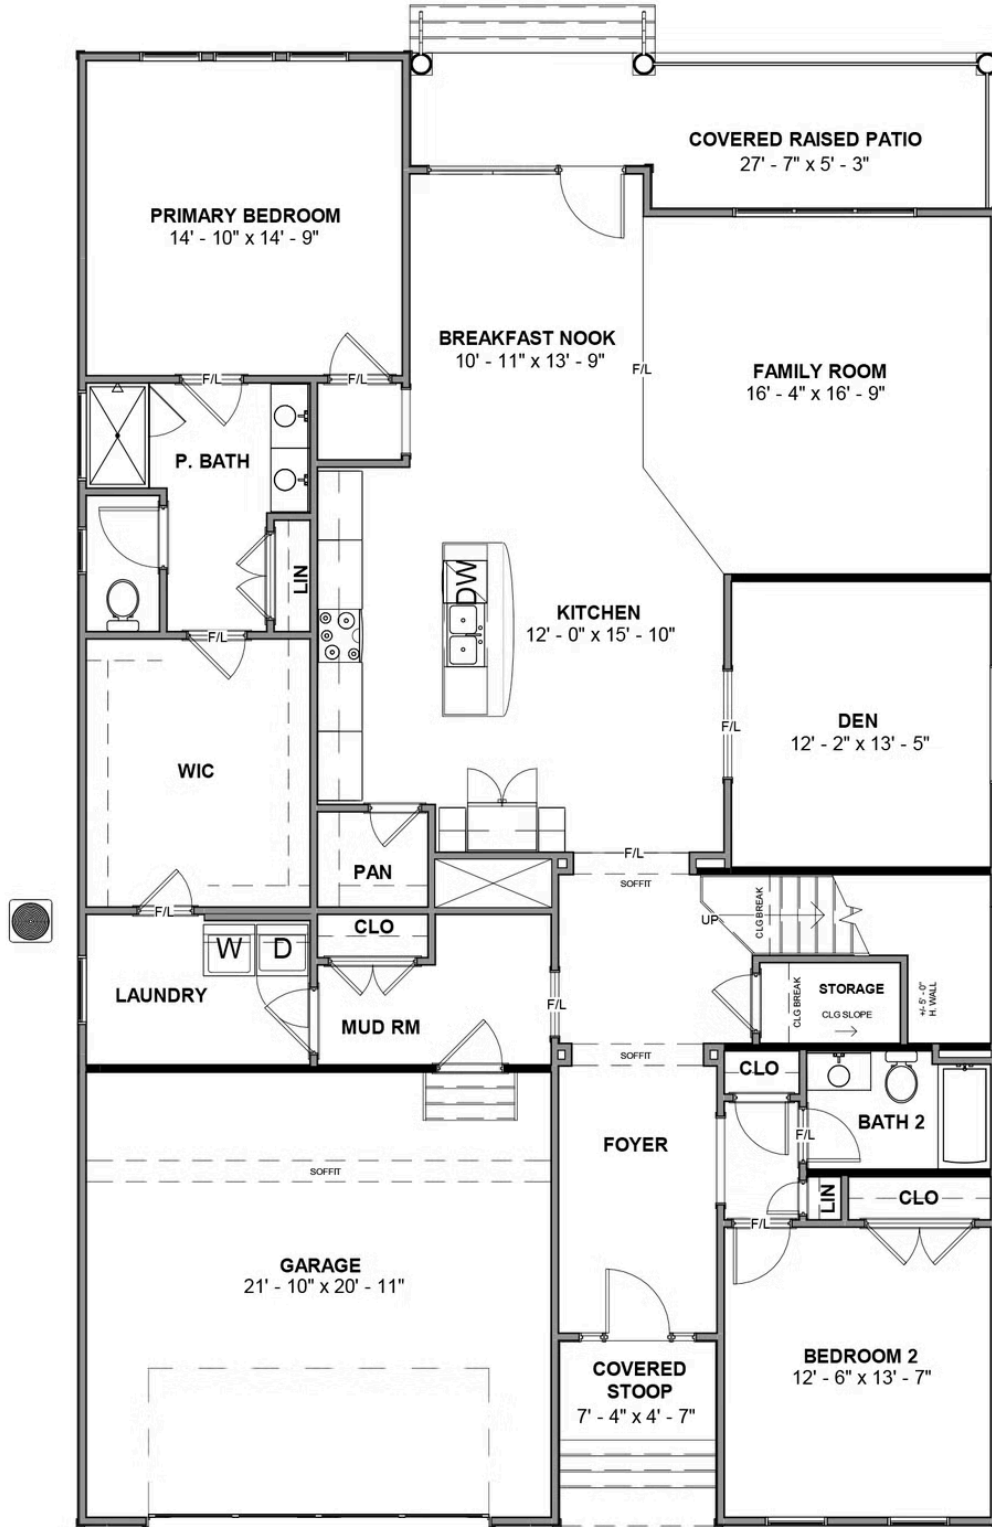 COVERED RAISED PATIO
27' - 7" x 5' - 3"
PRIMARY BEDROOM
14' - 10" x 14' - 9"
BREAKFAST NOOK
10' - 11" x 13' - 9"
F/L
FAMILY ROOM
16' - 4" x 16' - 9"
F/L
F/L
P. BATH
LIN
DW
KITCHEN
12' - 0" x 15' - 10"
F/L
DEN
12' - 2" x 13' - 5"
F/L
WIC
PAN
F/L
SOFFIT
F/L
UP
CLG BREAK
CLO
W
D
LAUNDRY
MUD RM
F/L
CLG BREAK
STORAGE
CLG SLOPE
+/- 5' - 0"
H. WALL
SOFFIT
CLO
BATH 2
F/L
FOYER
SOFFIT
LIN
CLO
F/L
GARAGE
21' - 10" x 20' - 11"
COVERED
STOOP
7' - 4" x 4' - 7"
BEDROOM 2
12' - 6" x 13' - 7"